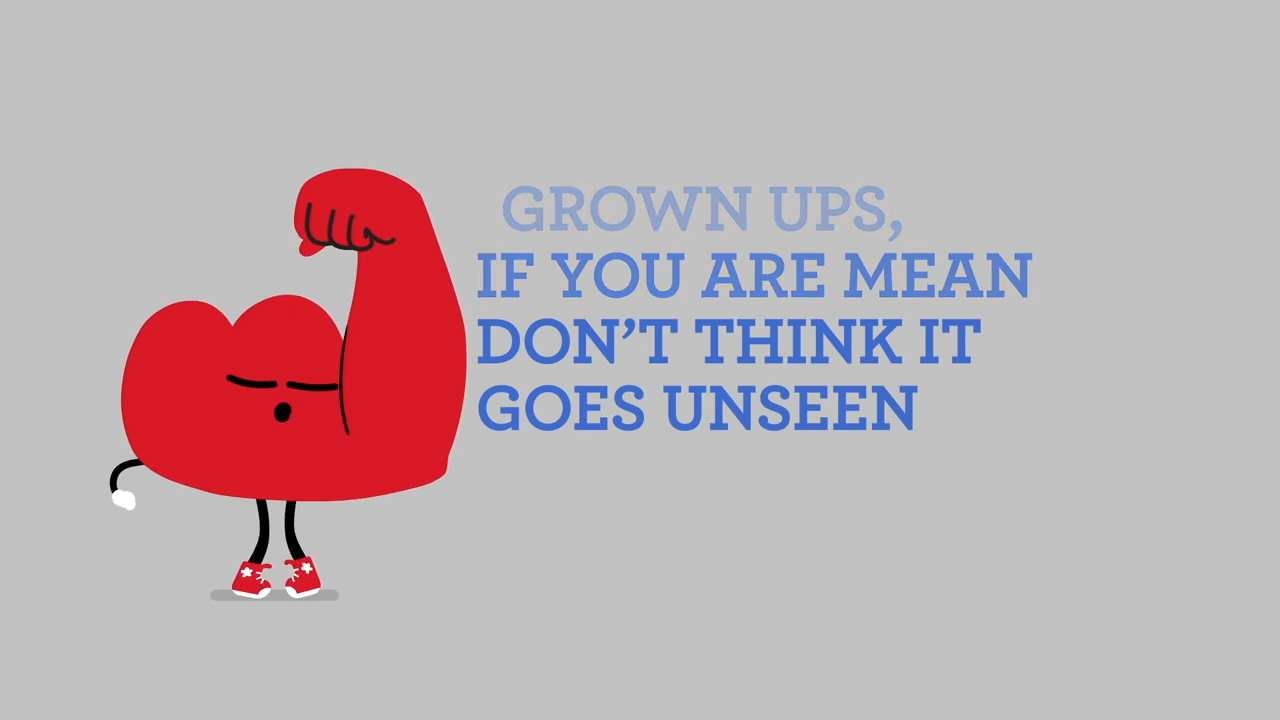 GROWN UPS,
IF YOU ARE MEAN
DON’T THINK IT
GOES UNSEEN